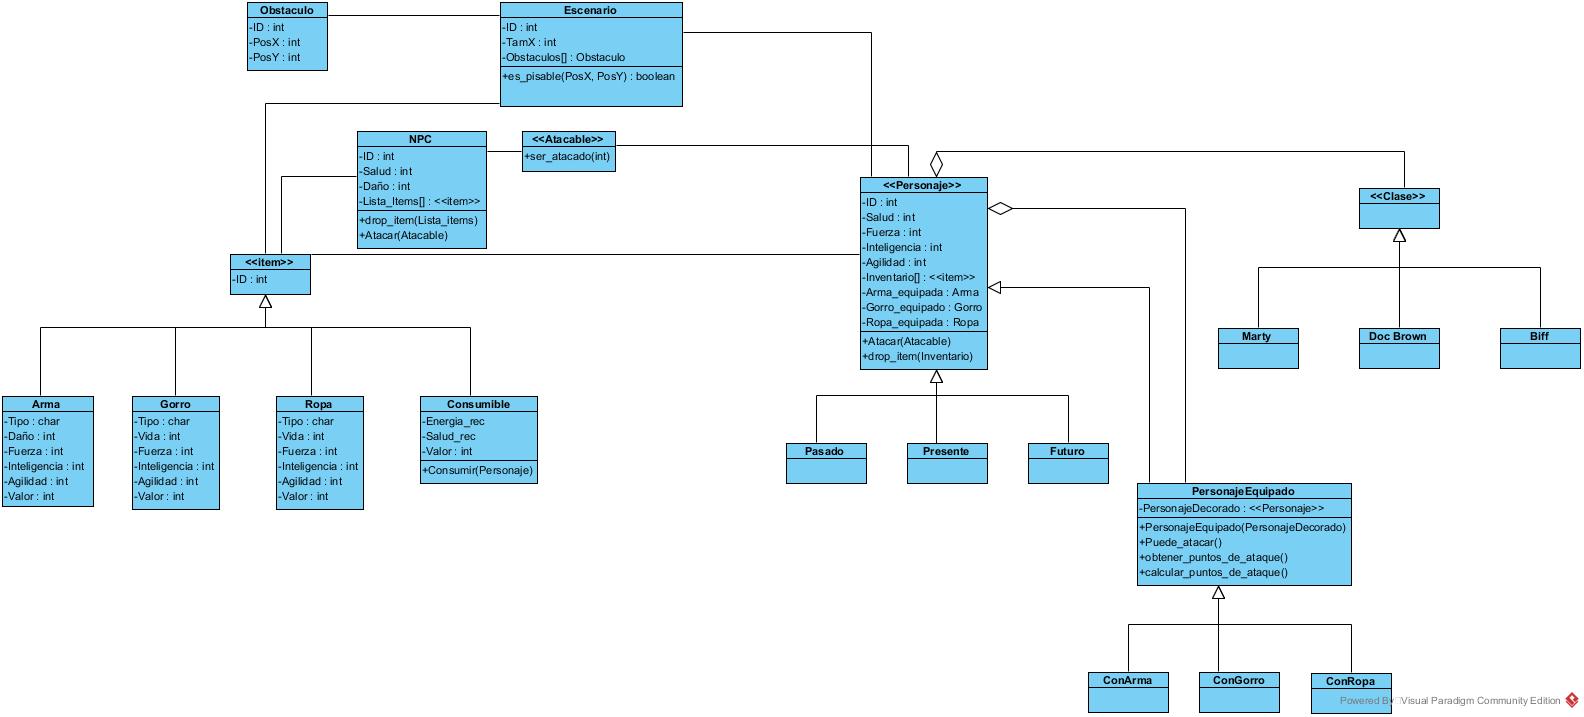 Obstaculo
-ID : int
-PosX : int
-PosY : int
Escenario
-ID : int
-TamX : int
-Obstaculos[] : Obstaculo
+es_pisable(PosX, PosY) : boolean
NPC
-ID : int
-Salud : int
-Daño : int
-Lista_Items[] : <<item>>
+drop_item(Lista_items)
+Atacar(Atacable)
<<Atacable>>
+ser_atacado(int)
<<Personaje>>
-ID : int
-Salud : int
-Fuerza : int
-Inteligencia : int
-Agilidad : int
-Inventario[] : <<item>>
-Arma_equipada : Arma
-Gorro_equipado : Gorro
-Ropa_equipada : Ropa
+Atacar(Atacable)
+drop_item(Inventario)
<<Clase>>
<<item>>
-ID : int
Marty
Doc Brown
Biff
Arma
-Tipo : char
-Daño : int
-Fuerza : int
-Inteligencia : int
-Agilidad : int
-Valor : int
Gorro
-Tipo : char
-Vida : int
-Fuerza : int
-Inteligencia : int
-Agilidad : int
-Valor : int
Ropa
-Tipo : char
-Vida : int
-Fuerza : int
-Inteligencia : int
-Agilidad : int
-Valor : int
Consumible
-Energia_rec
-Salud_rec
-Valor : int
+Consumir(Personaje)
Pasado
Presente
Futuro
PersonajeEquipado
-PersonajeDecorado : <<Personaje>>
+PersonajeEquipado(PersonajeDecorado)
+Puede_atacar()
+obtener_puntos_de_ataque()
+calcular_puntos_de_ataque()
ConArma
ConGorro
ConRopa
Powered By Visual Paradigm Community Edition